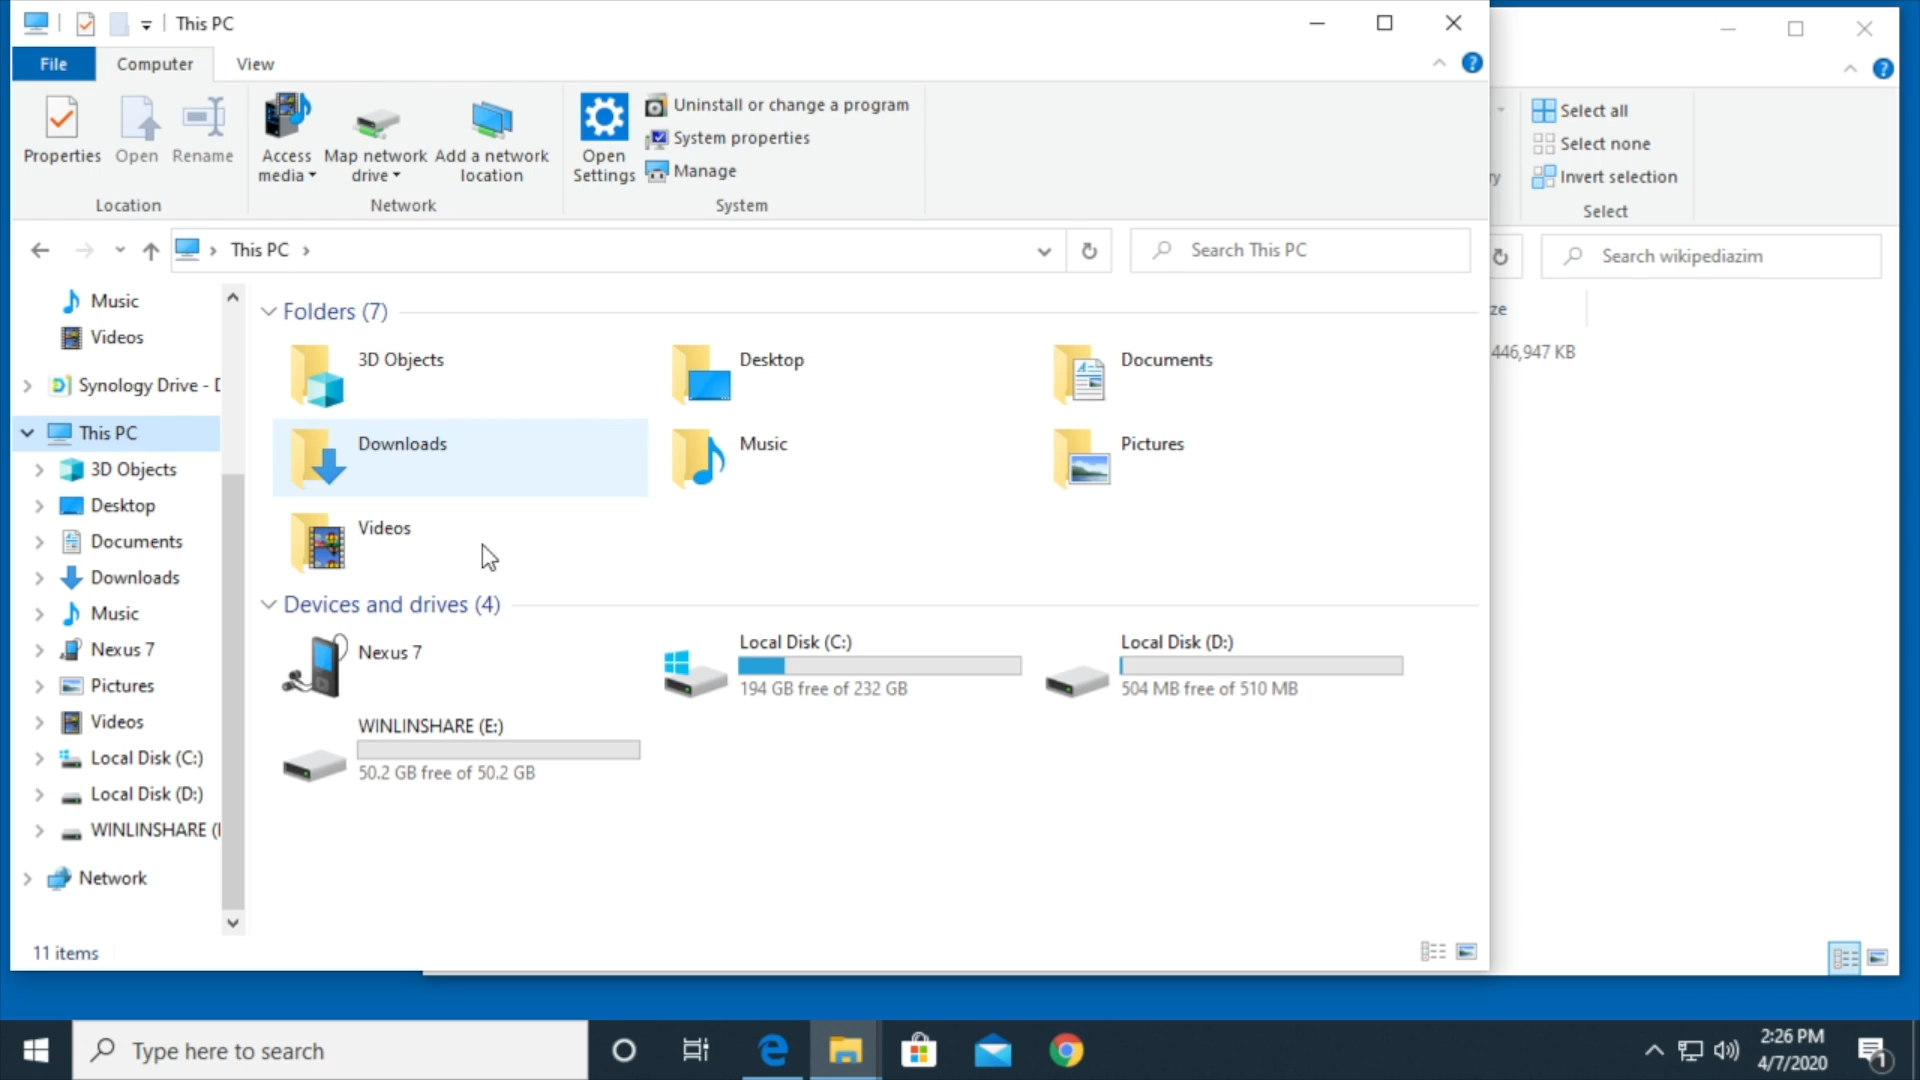 This PC
File
Computer
View
Properties
Open
Rename
Access
media
Map network
drive
Add a network
location
Open
Settings
Uninstall or change a program
System properties
Manage
Location
Network
System
Select all
Select none
Invert selection
ry
Select
This PC
Search This PC
Search wikipediazim
ze
446,947 KB
Music
Videos
Synology Drive - D
This PC
3D Objects
Desktop
Documents
Downloads
Music
Nexus 7
Pictures
Videos
Local Disk (C:)
Local Disk (D:)
WINLINSHARE (
Network
Folders (7)
3D Objects
Desktop
Documents
Downloads
Music
Pictures
Videos
Devices and drives (4)
Nexus 7
Local Disk (C:)
194 GB free of 232 GB
Local Disk (D:)
504 MB free of 510 MB
WINLINSHARE (E:)
50.2 GB free of 50.2 GB
11 items
Type here to search
2:26 PM
4/7/2020
1